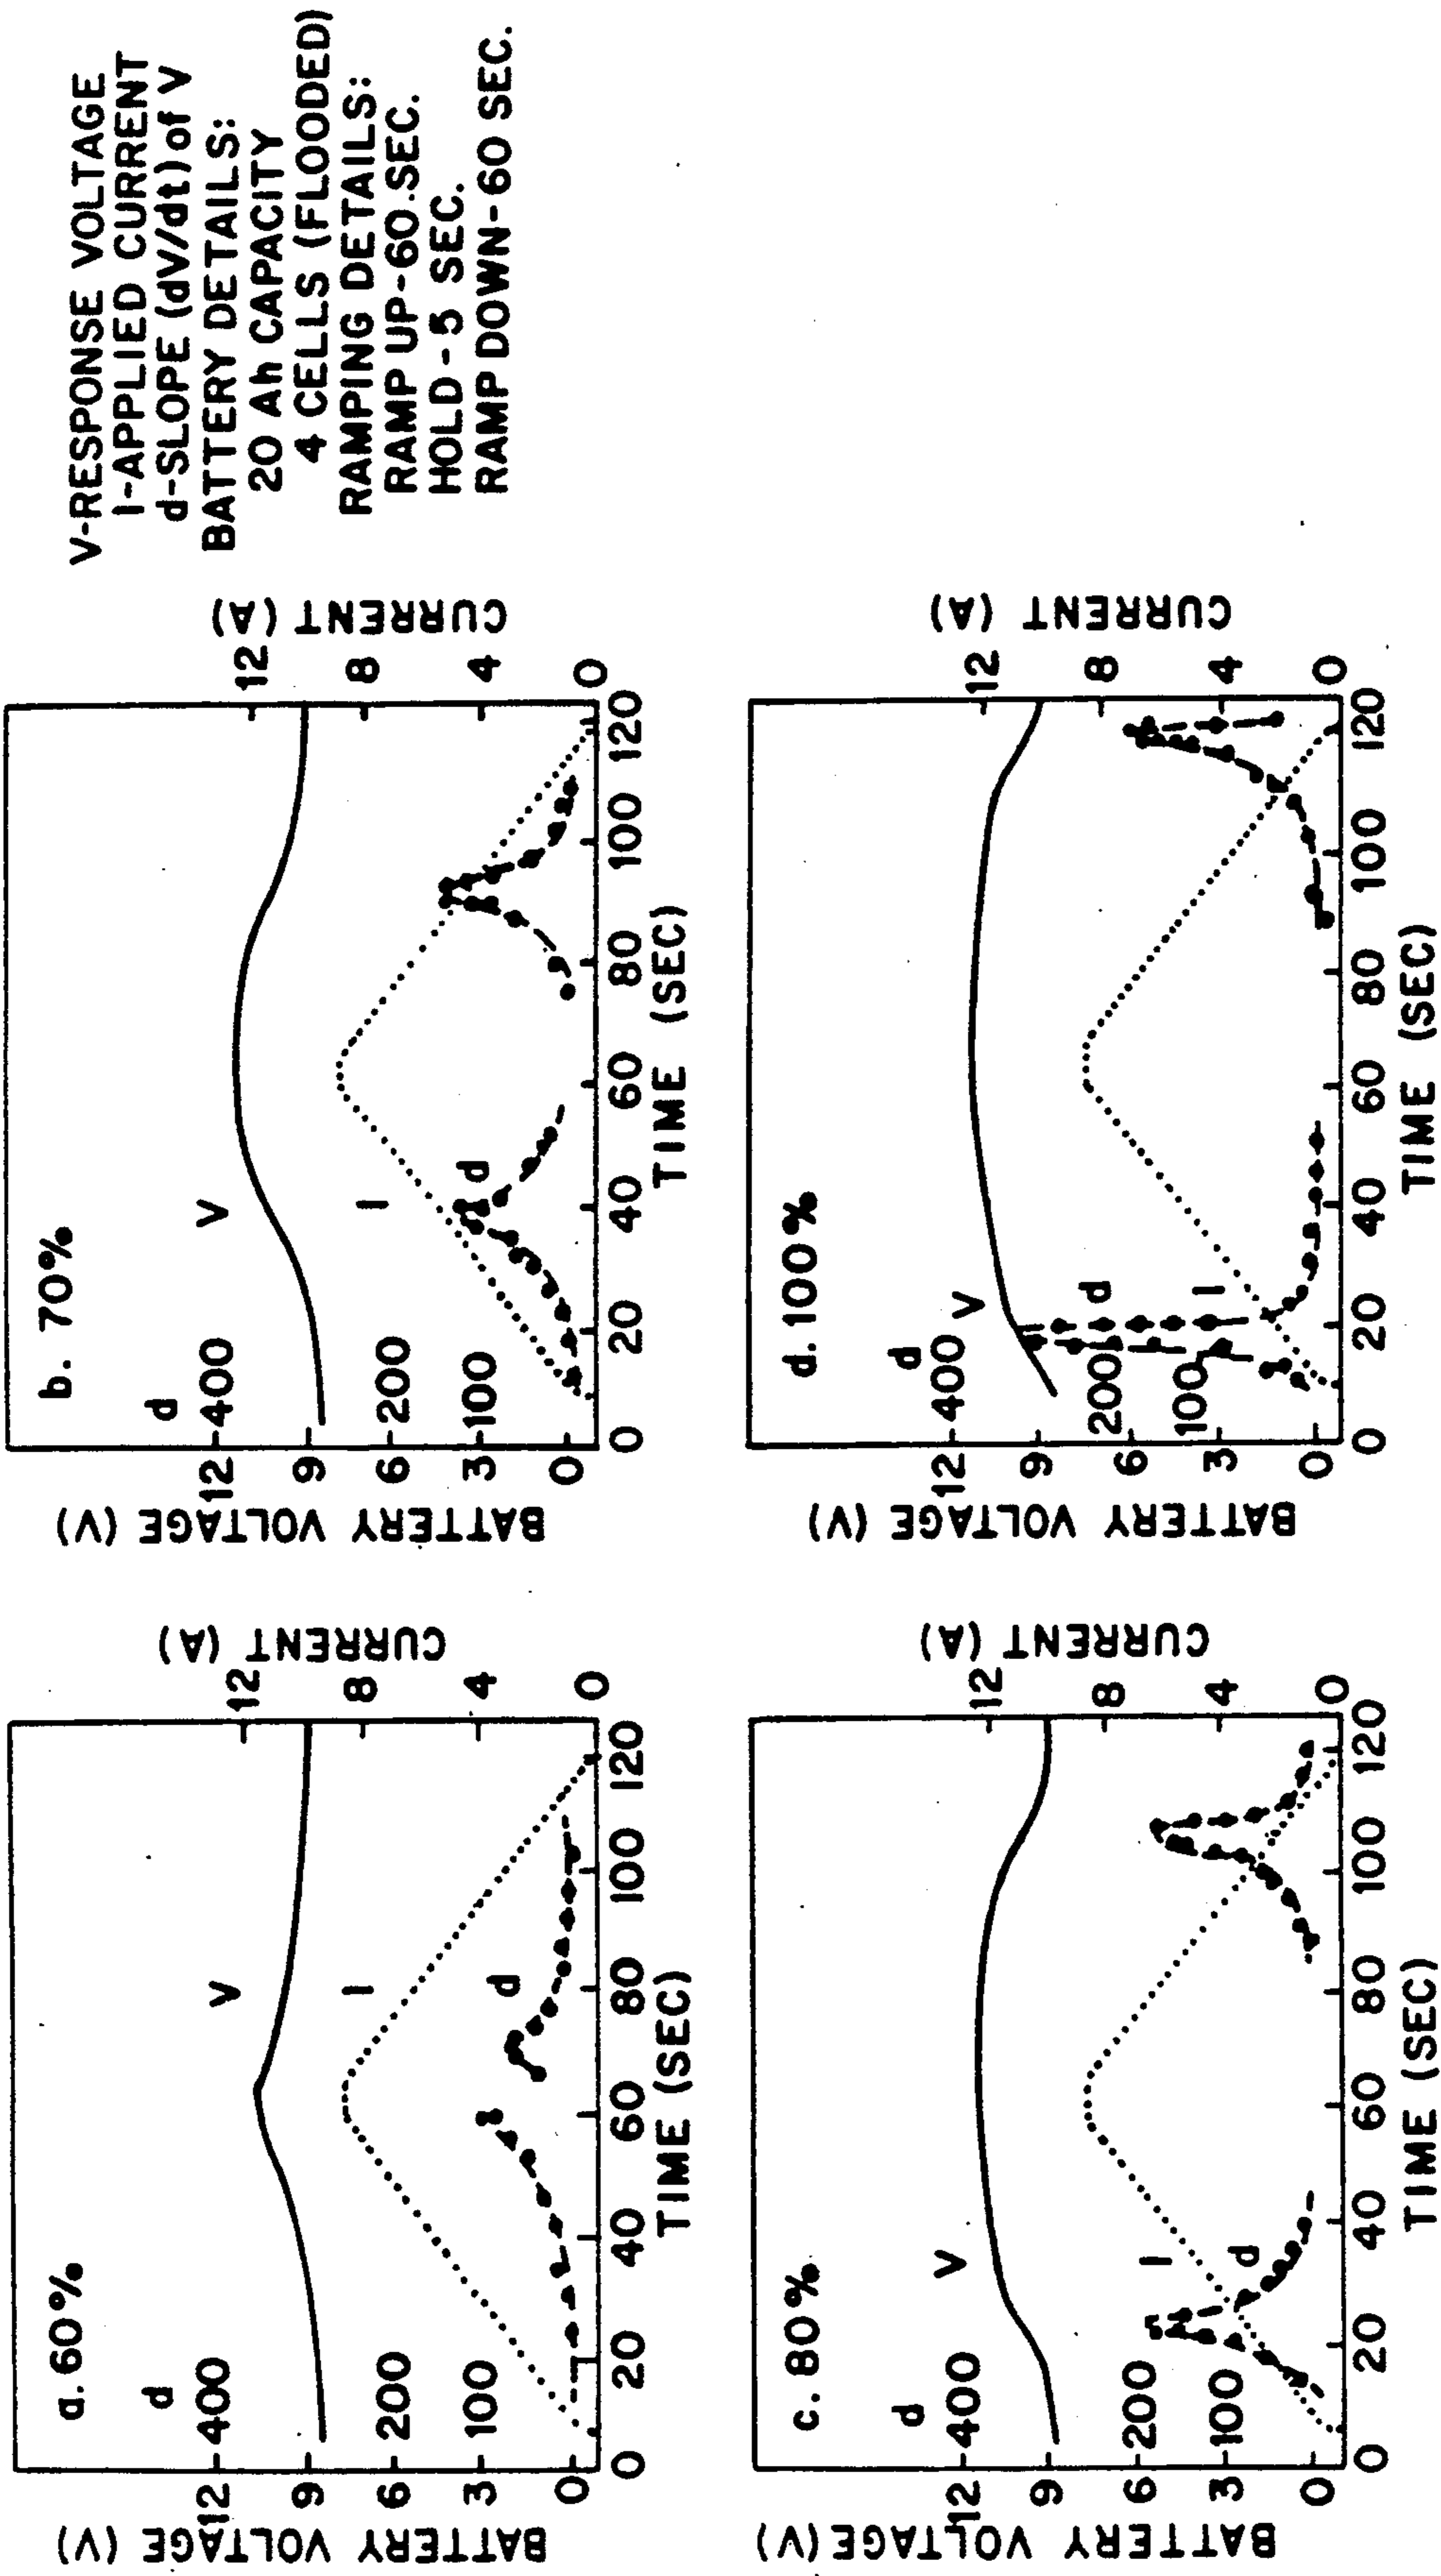 a. 60%
d
400
200
100
V
I
d
12
9
6
3
0
BATTERY VOLTAGE (V)
0
20
40
60
80
100
120
TIME (SEC)
12
8
4
0
CURRENT (A)
b. 70%
d
400
200
100
V
I
d
12
9
6
3
0
BATTERY VOLTAGE (V)
0
20
40
60
80
100
120
TIME (SEC)
12
8
4
0
CURRENT (A)
V-RESPONSE VOLTAGE
I-APPLIED CURRENT
d-SLOPE (dV/dt) of V
BATTERY DETAILS:
20 Ah CAPACITY
4 CELLS (FLOODED)
RAMPING DETAILS:
RAMP UP-60.SEC.
HOLD-5 SEC.
RAMP DOWN-60 SEC.
c. 80%
d
400
200
100
V
I
d
12
9
6
3
0
BATTERY VOLTAGE (V)
0
20
40
60
80
100
120
TIME (SEC)
12
8
4
0
CURRENT (A)
d. 100%
d
400
200
100
V
d
I
12
9
6
3
0
BATTERY VOLTAGE (V)
0
20
40
60
80
100
120
TIME (SEC)
12
8
4
0
CURRENT (A)